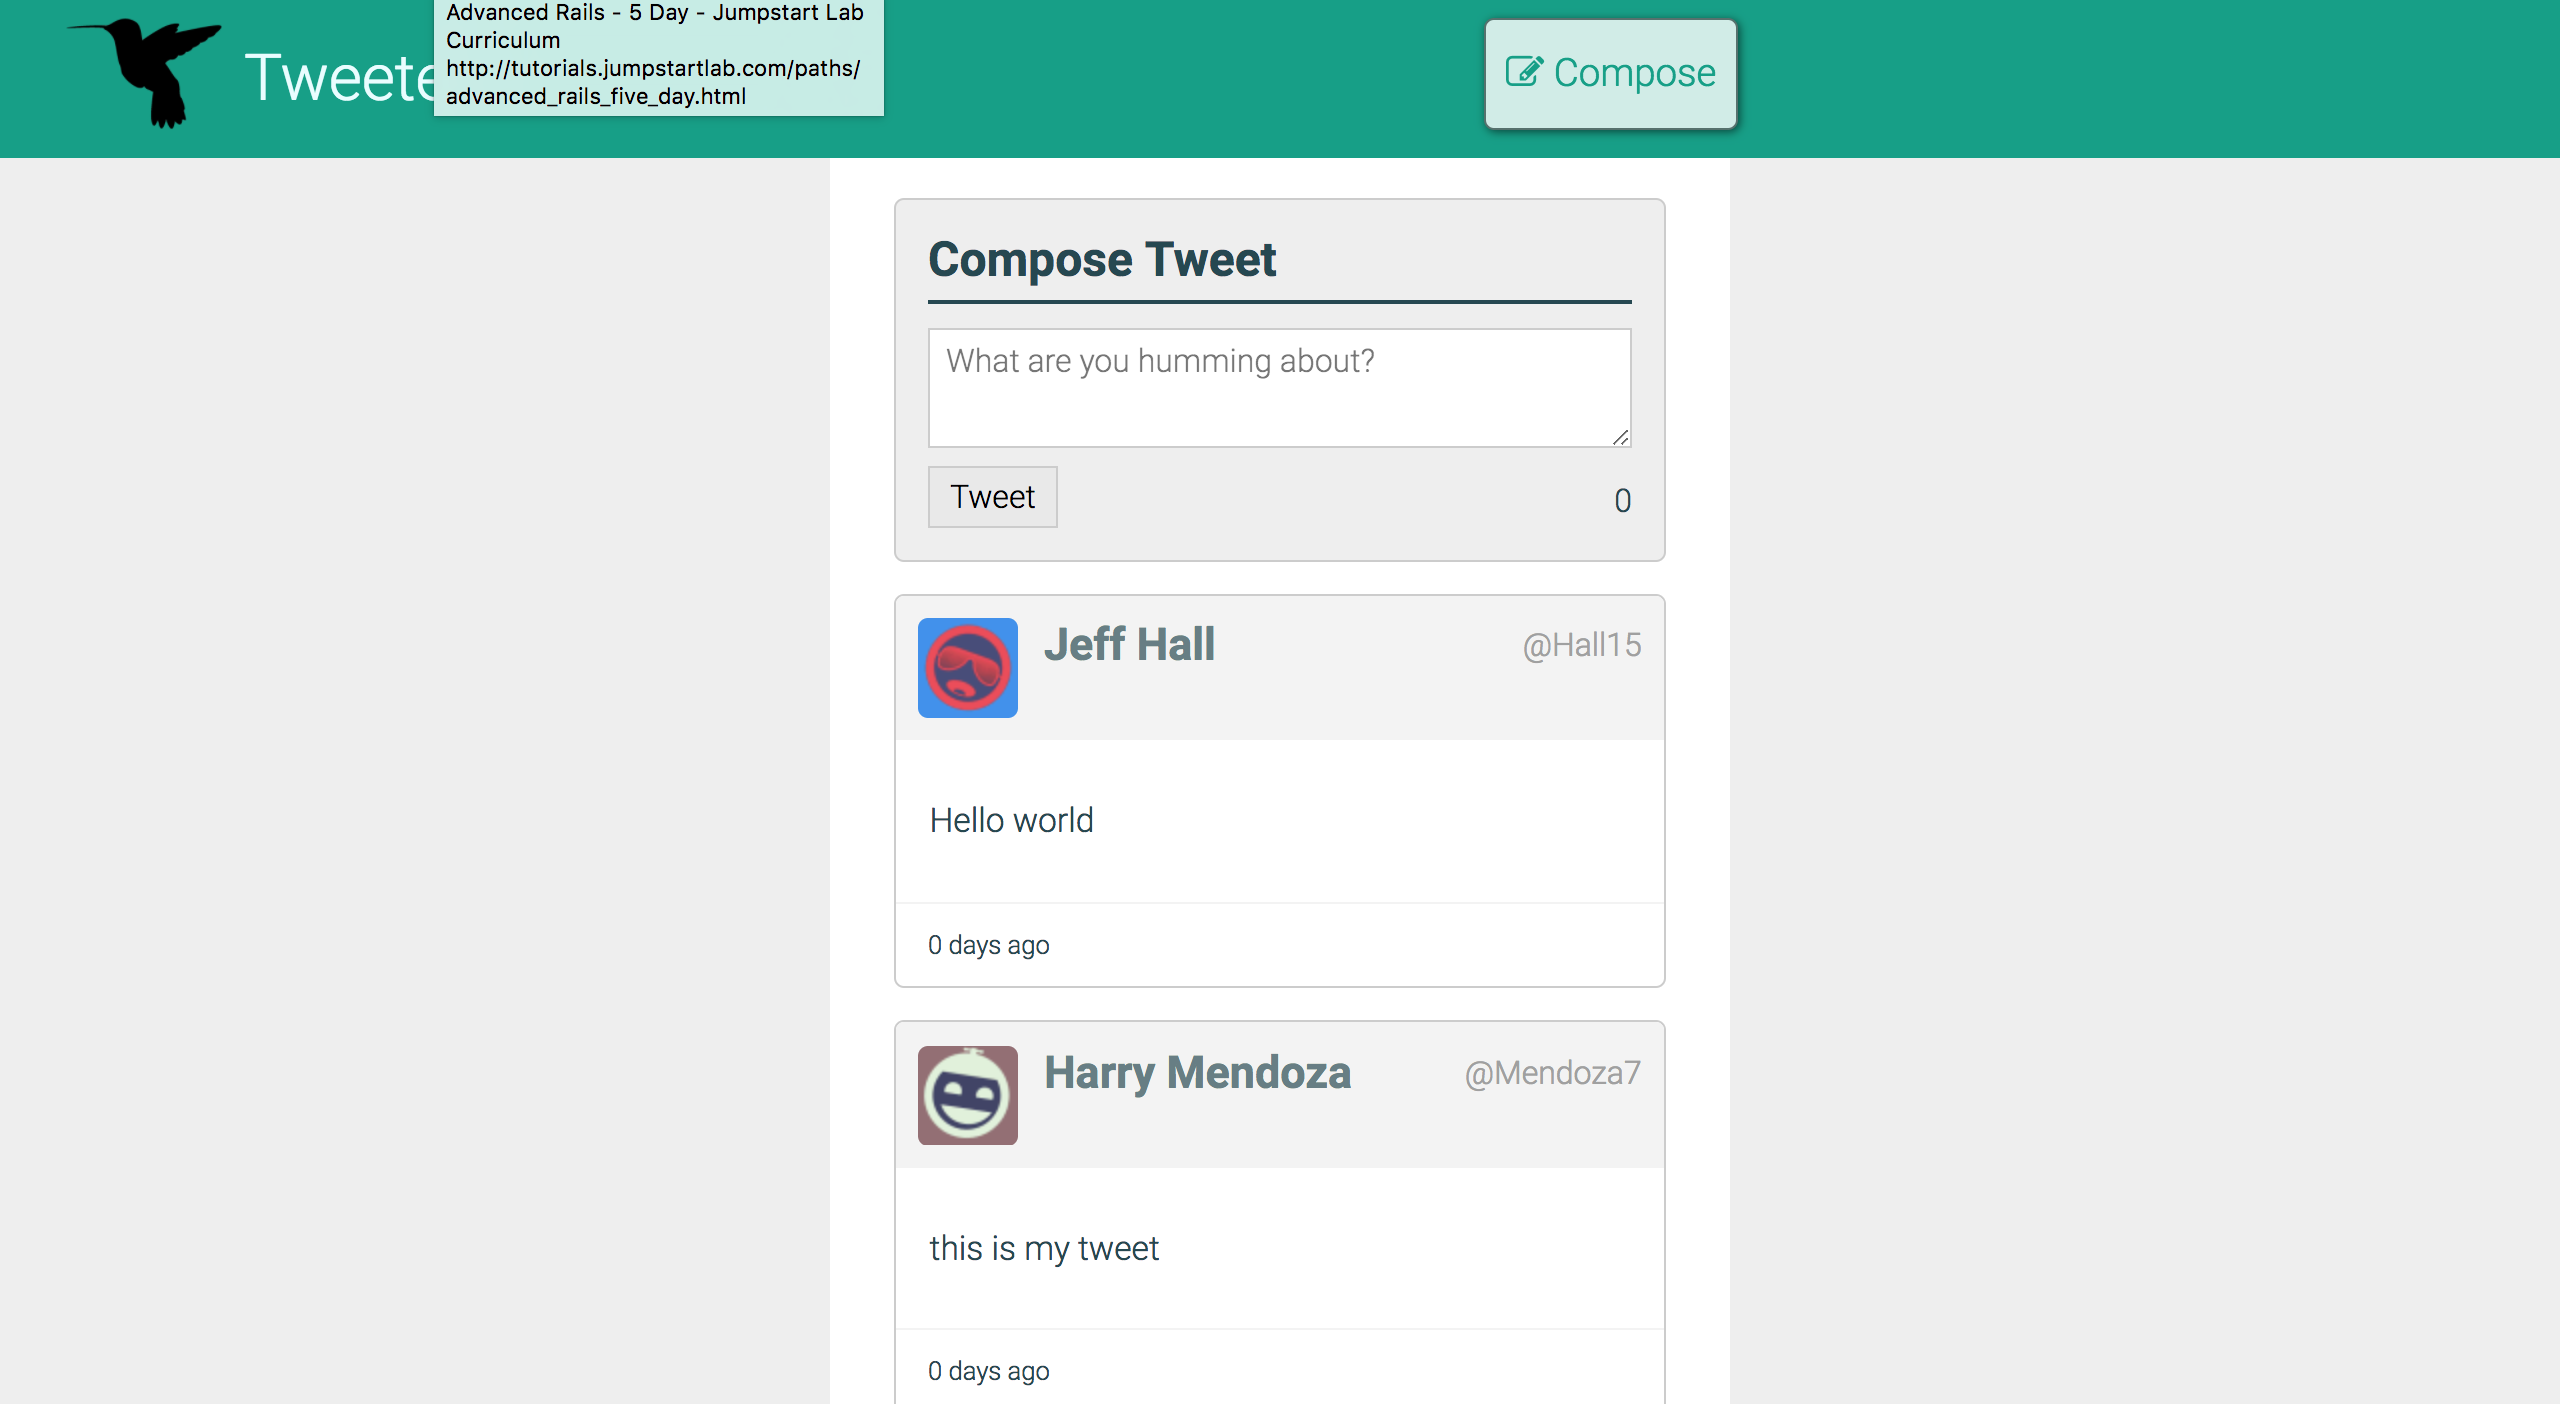 Advanced Rails - 5 Day - Jumpstart Lab
Curriculum
http://tutorials.jumpstartlab.com/paths/
advanced_rails_five_day.html
Compose
Compose Tweet
What are you humming about?
Tweet
0
Jeff Hall
@Hall15
Hello world
0 days ago
Harry Mendoza
@Mendoza7
this is my tweet
0 days ago